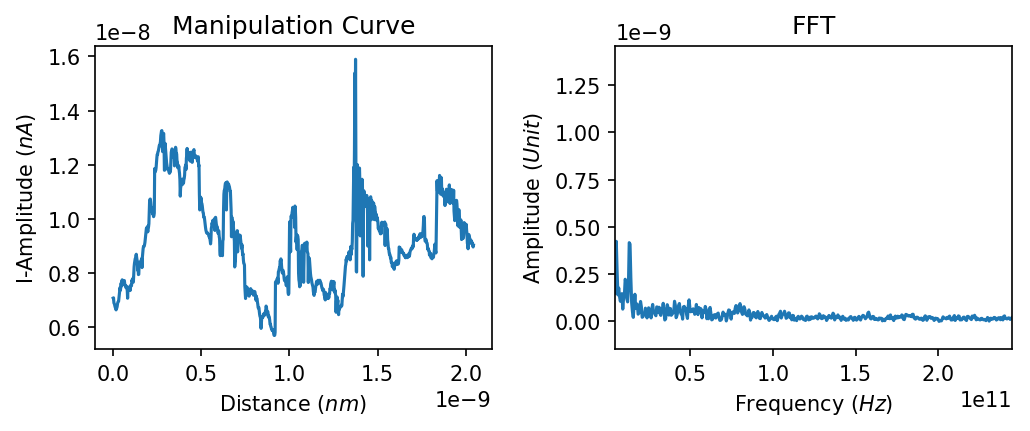 Manipulation Curve
1e−8
I-Amplitude (nA)
1.6
1.4
1.2
1.0
0.8
0.6
0.0 0.5 1.0 1.5 2.0
1e−9
Distance (nm)
FFT
1e−9
Amplitude (Unit)
1.25
1.00
0.75
0.50
0.25
0.00
0.5 1.0 1.5 2.0
1e11
Frequency (Hz)